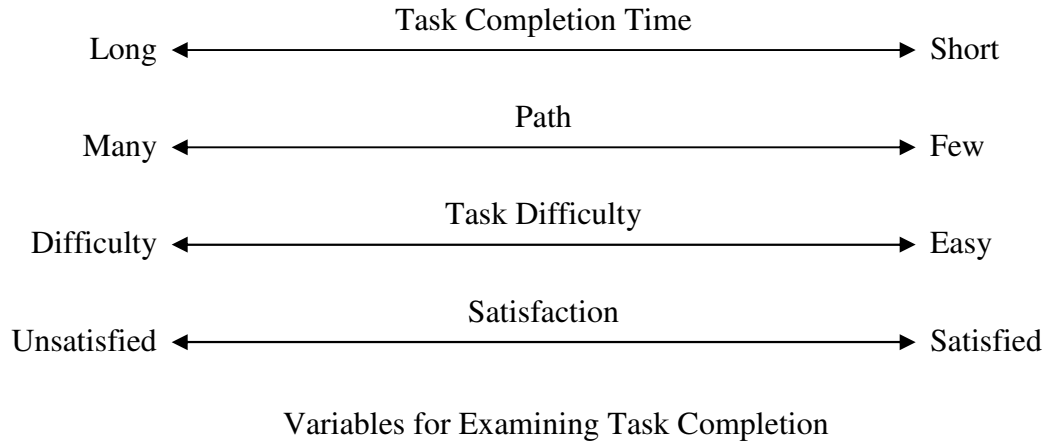 Task Completion Time
Long Short
Path
Many Few
Task Difficulty
Difficulty Easy
Satisfaction
Unsatisfied Satisfied
Variables for Examining Task Completion